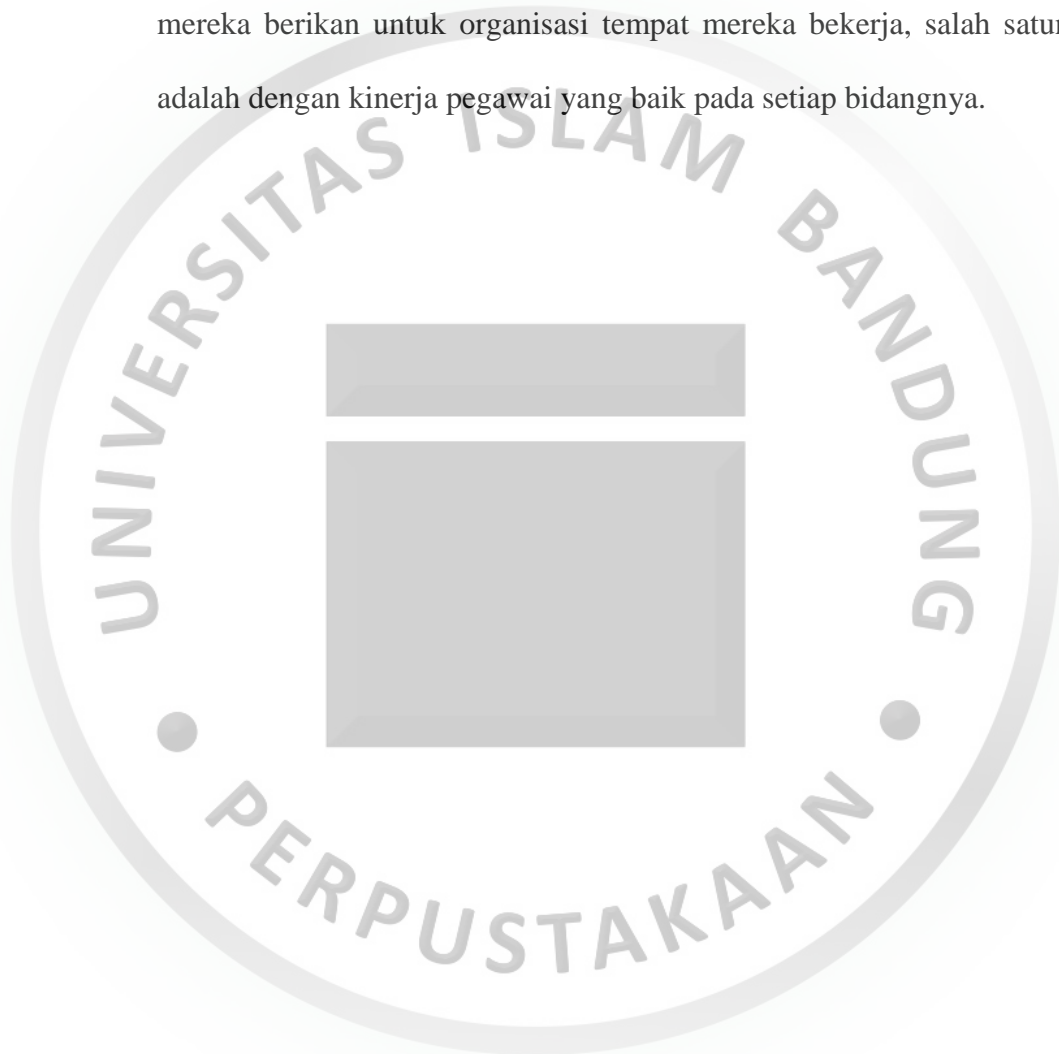 mereka berikan untuk organisasi tempat mereka bekerja, salah satu
adalah dengan kinerja pegawai yang baik pada setiap bidangnya.
UNIVERSITAS ISLAM BANDUNG
• PERPUSTAKAAN •